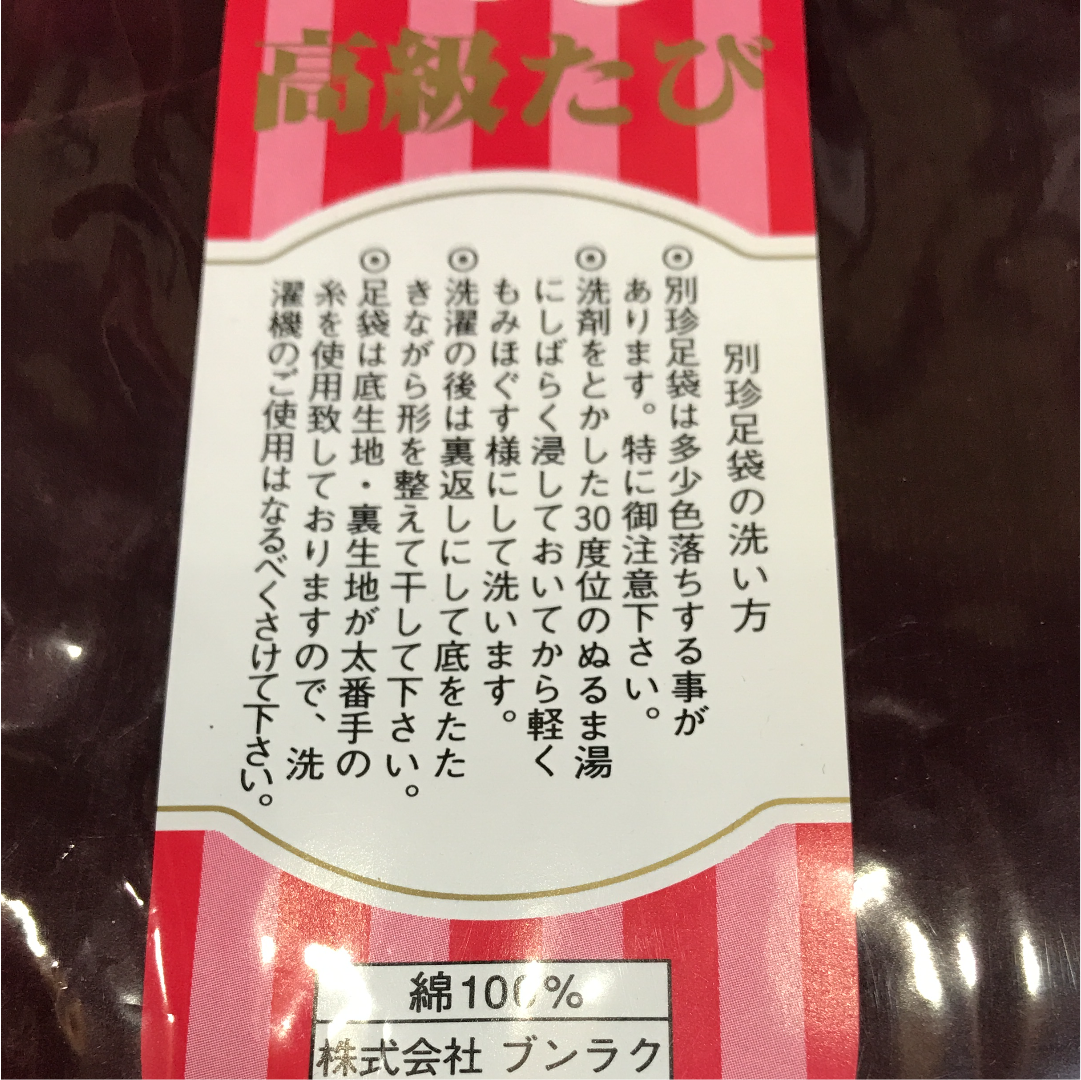 高級たび
別珍足袋の洗い方
⦿別珍足袋は多少色落ちする事が
あります。特に御注意下さい。
⦿洗剤をとかした30度位のぬるま湯
にしばらく浸しておいてから軽く
もみほぐす様にして洗います。
⦿洗濯の後は裏返しにして底をたた
きながら形を整えて干して下さい。
⦿足袋は底生地・裏生地が太番手の
糸を使用致しておりますので、洗
濯機のご使用はなるべくさけて下さい。
綿100%
株式会社 ブンラク